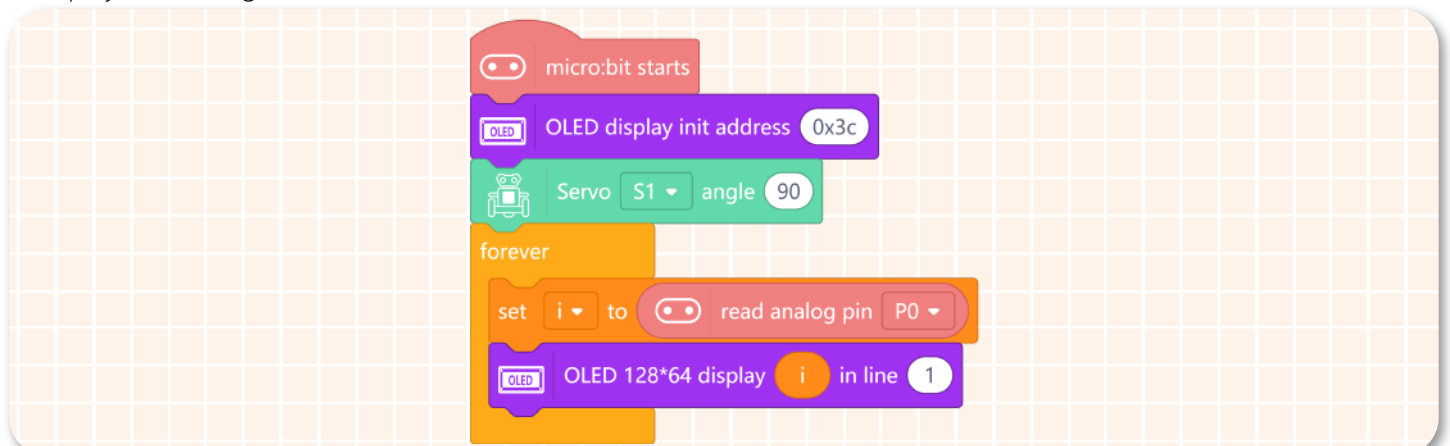 micro:bit starts
OLED OLED display init address 0x3c
Servo S1 angle 90
forever
set i to read analog pin P0
OLED OLED 128*64 display i in line 1